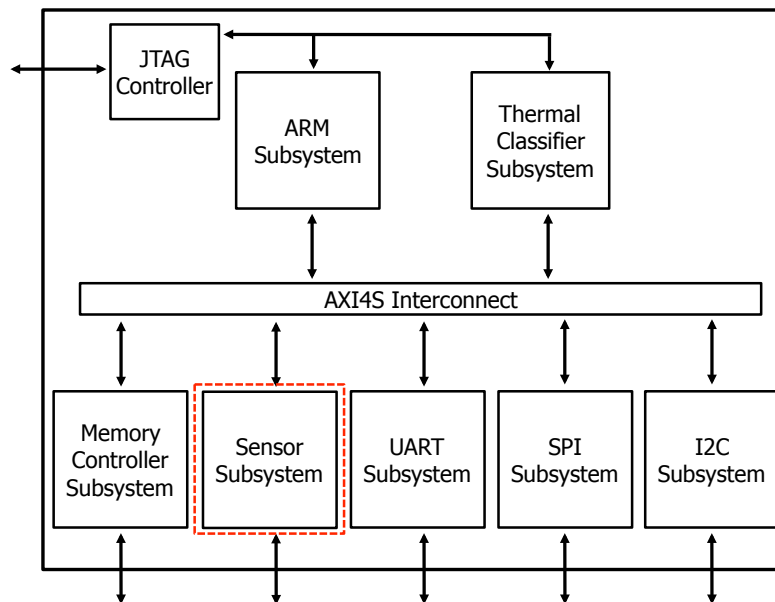 JTAG
Controller
ARM
Subsystem
Thermal
Classifier
Subsystem
AXI4S Interconnect
Memory
Controller
Subsystem
Sensor
Subsystem
UART
Subsystem
SPI
Subsystem
I2C
Subsystem